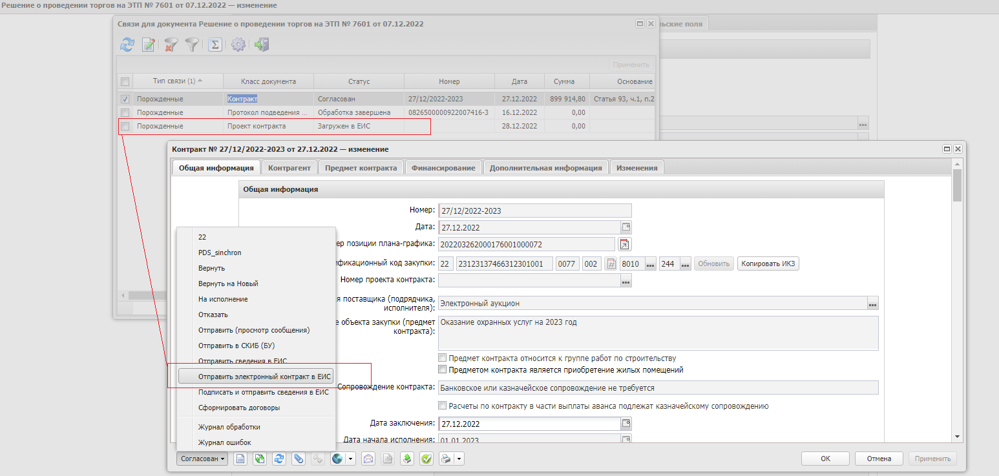 Решение о проведении торгов на ЭТП № 7601 от 07.12.2022 — изменение
Связи для документа Решение о проведении торгов на ЭТП № 7601 от 07.12.2022
ьские поля
Применить
Тип связи (1) Класс документа Статус Номер Дата Сумма Основание
Порожденные Контракт Согласован 27/12/2022-2023 27.12.2022 899 914,80 Статья 93, ч.1, п.2
Порожденные Протокол подведения ... Обработка завершена 0826500000922007416-3 16.12.2022 0,00
Порожденные Проект контракта Загружен в ЕИС 28.12.2022 0,00
Контракт № 27/12/2022-2023 от 27.12.2022 — изменение
Общая информация Контрагент Предмет контракта Финансирование Дополнительная информация Изменения
Общая информация
Номер: 27/12/2022-2023
Дата: 27.12.2022
ер позиции плана-графика: 202203262000176001000072
ификационный код закупки: 22 23123137466312301001 0077 002 8010 ... 244 ... Обновить Копировать ИКЗ
Номер проекта контракта: ...
я поставщика (подрядчика, исполнителя): Электронный аукцион ...
е объекта закупки (предмет контракта): Оказание охранных услуг на 2023 год
Предмет контракта относится к группе работ по строительству
Предметом контракта является приобретение жилых помещений
Сопровождение контракта: Банковское или казначейское сопровождение не требуется
Расчеты по контракту в части выплаты аванса подлежат казначейскому сопровождению
Дата заключения: 27.12.2022
Дата начала исполнения: 01.01.2023
22
PDS_sinchron
Вернуть
Вернуть на Новый
На исполнение
Отказать
Отправить (просмотр сообщения)
Отправить в СКИБ (БУ)
Отправить сведения в ЕИС
Отправить электронный контракт в ЕИС
Подписать и отправить сведения в ЕИС
Сформировать договоры
Журнал обработки
Журнал ошибок
Согласован
ОК Отмена Применить